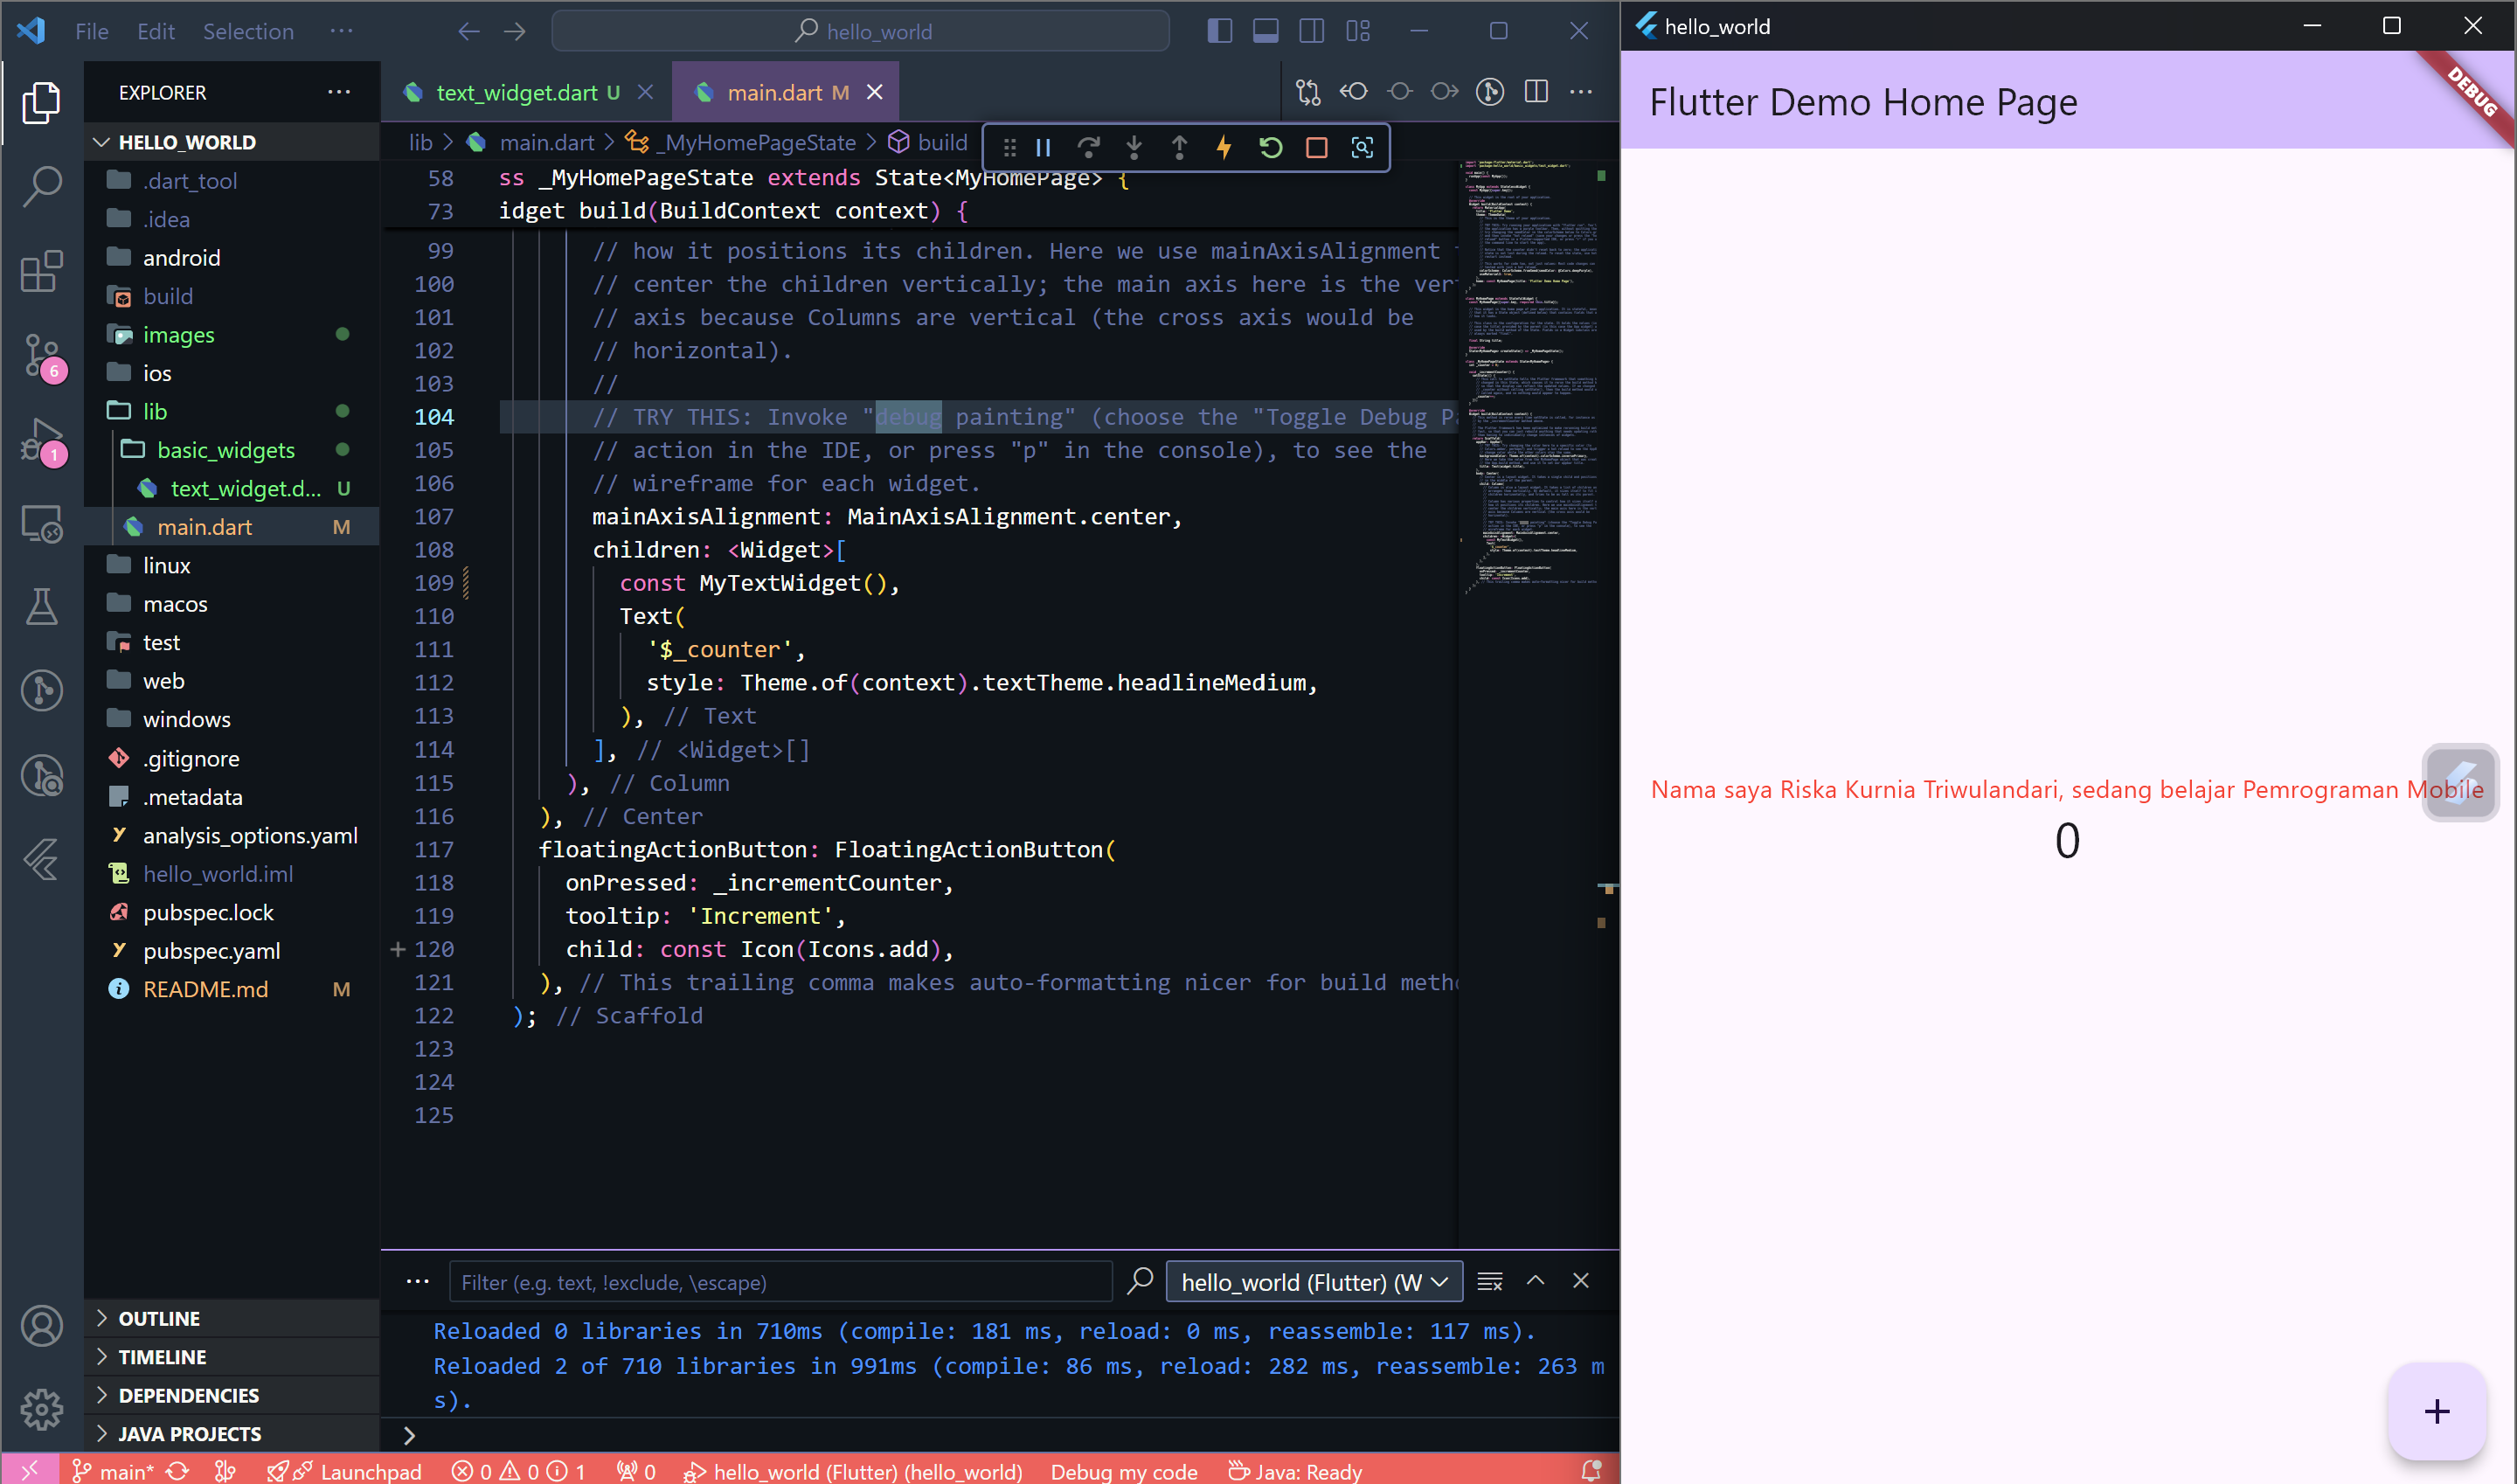 File Edit Selection ··· hello_world
EXPLORER ···
HELLO_WORLD
.dart_tool
.idea
android
build
images
ios
lib
basic_widgets
text_widget.d... U
main.dart M
linux
macos
test
web
windows
.gitignore
.metadata
analysis_options.yaml
hello_world.iml
pubspec.lock
pubspec.yaml
README.md M
OUTLINE
TIMELINE
DEPENDENCIES
JAVA PROJECTS
6
1
text_widget.dart U main.dart M
lib > main.dart > _MyHomePageState > build
58 ss _MyHomePageState extends State<MyHomePage> {
73 idget build(BuildContext context) {
99 // how it positions its children. Here we use mainAxisAlignment
100 // center the children vertically; the main axis here is the ver
101 // axis because Columns are vertical (the cross axis would be
102 // horizontal).
103 //
104 // TRY THIS: Invoke "debug painting" (choose the "Toggle Debug P
105 // action in the IDE, or press "p" in the console), to see the
106 // wireframe for each widget.
107 mainAxisAlignment: MainAxisAlignment.center,
108 children: <Widget>[
109 const MyTextWidget(),
110 Text(
111 '$_counter',
112 style: Theme.of(context).textTheme.headlineMedium,
113 ), // Text
114 ], // <Widget>[]
115 ), // Column
116 ), // Center
117 floatingActionButton: FloatingActionButton(
118 onPressed: _incrementCounter,
119 tooltip: 'Increment',
120 child: const Icon(Icons.add),
121 ), // This trailing comma makes auto-formatting nicer for build meth
122 ); // Scaffold
123
124
125
··· Filter (e.g. text, !exclude, \escape) hello_world (Flutter) (W
Reloaded 0 libraries in 710ms (compile: 181 ms, reload: 0 ms, reassemble: 117 ms).
Reloaded 2 of 710 libraries in 991ms (compile: 86 ms, reload: 282 ms, reassemble: 263 m
s).
>
main* Launchpad 0 0 1 0 hello_world (Flutter) (hello_world) Debug my code Java: Ready
hello_world
Flutter Demo Home Page
DEBUG
Nama saya Riska Kurnia Triwulandari, sedang belajar Pemrograman Mobile
0
+